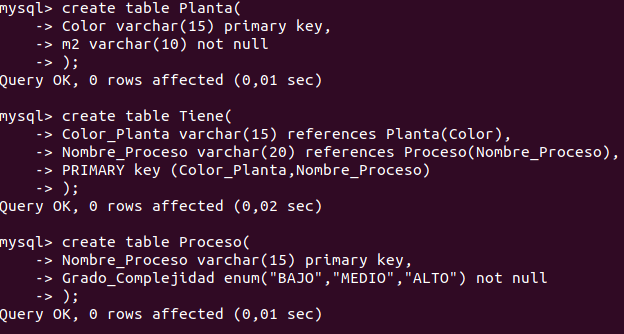 mysql> create table Planta(
    -> Color varchar(15) primary key,
    -> m2 varchar(10) not null
    -> );
Query OK, 0 rows affected (0,01 sec)

mysql> create table Tiene(
    -> Color_Planta varchar(15) references Planta(Color),
    -> Nombre_Proceso varchar(20) references Proceso(Nombre_Proceso),
    -> PRIMARY key (Color_Planta,Nombre_Proceso)
    -> );
Query OK, 0 rows affected (0,02 sec)

mysql> create table Proceso(
    -> Nombre_Proceso varchar(15) primary key,
    -> Grado_Complejidad enum("BAJO","MEDIO","ALTO") not null
    -> );
Query OK, 0 rows affected (0,01 sec)